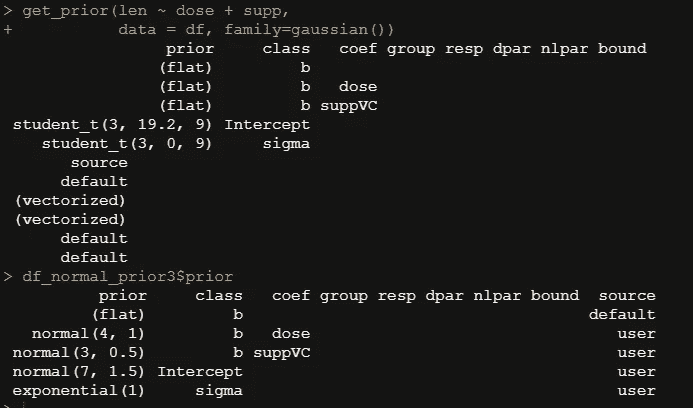 > get_prior(len ~ dose + supp,
+           data = df, family=gaussian())
                prior     class   coef group resp dpar nlpar bound
               (flat)         b
               (flat)         b   dose
               (flat)         b suppVC
student_t(3, 19.2, 9) Intercept
   student_t(3, 0, 9)     sigma
      source
     default
(vectorized)
(vectorized)
     default
     default
> df_normal_prior3$prior
          prior     class   coef group resp dpar nlpar bound  source
         (flat)         b                                    default
   normal(4, 1)         b   dose                                user
 normal(3, 0.5)         b suppVC                                user
 normal(7, 1.5) Intercept                                       user
 exponential(1)     sigma                                       user
>